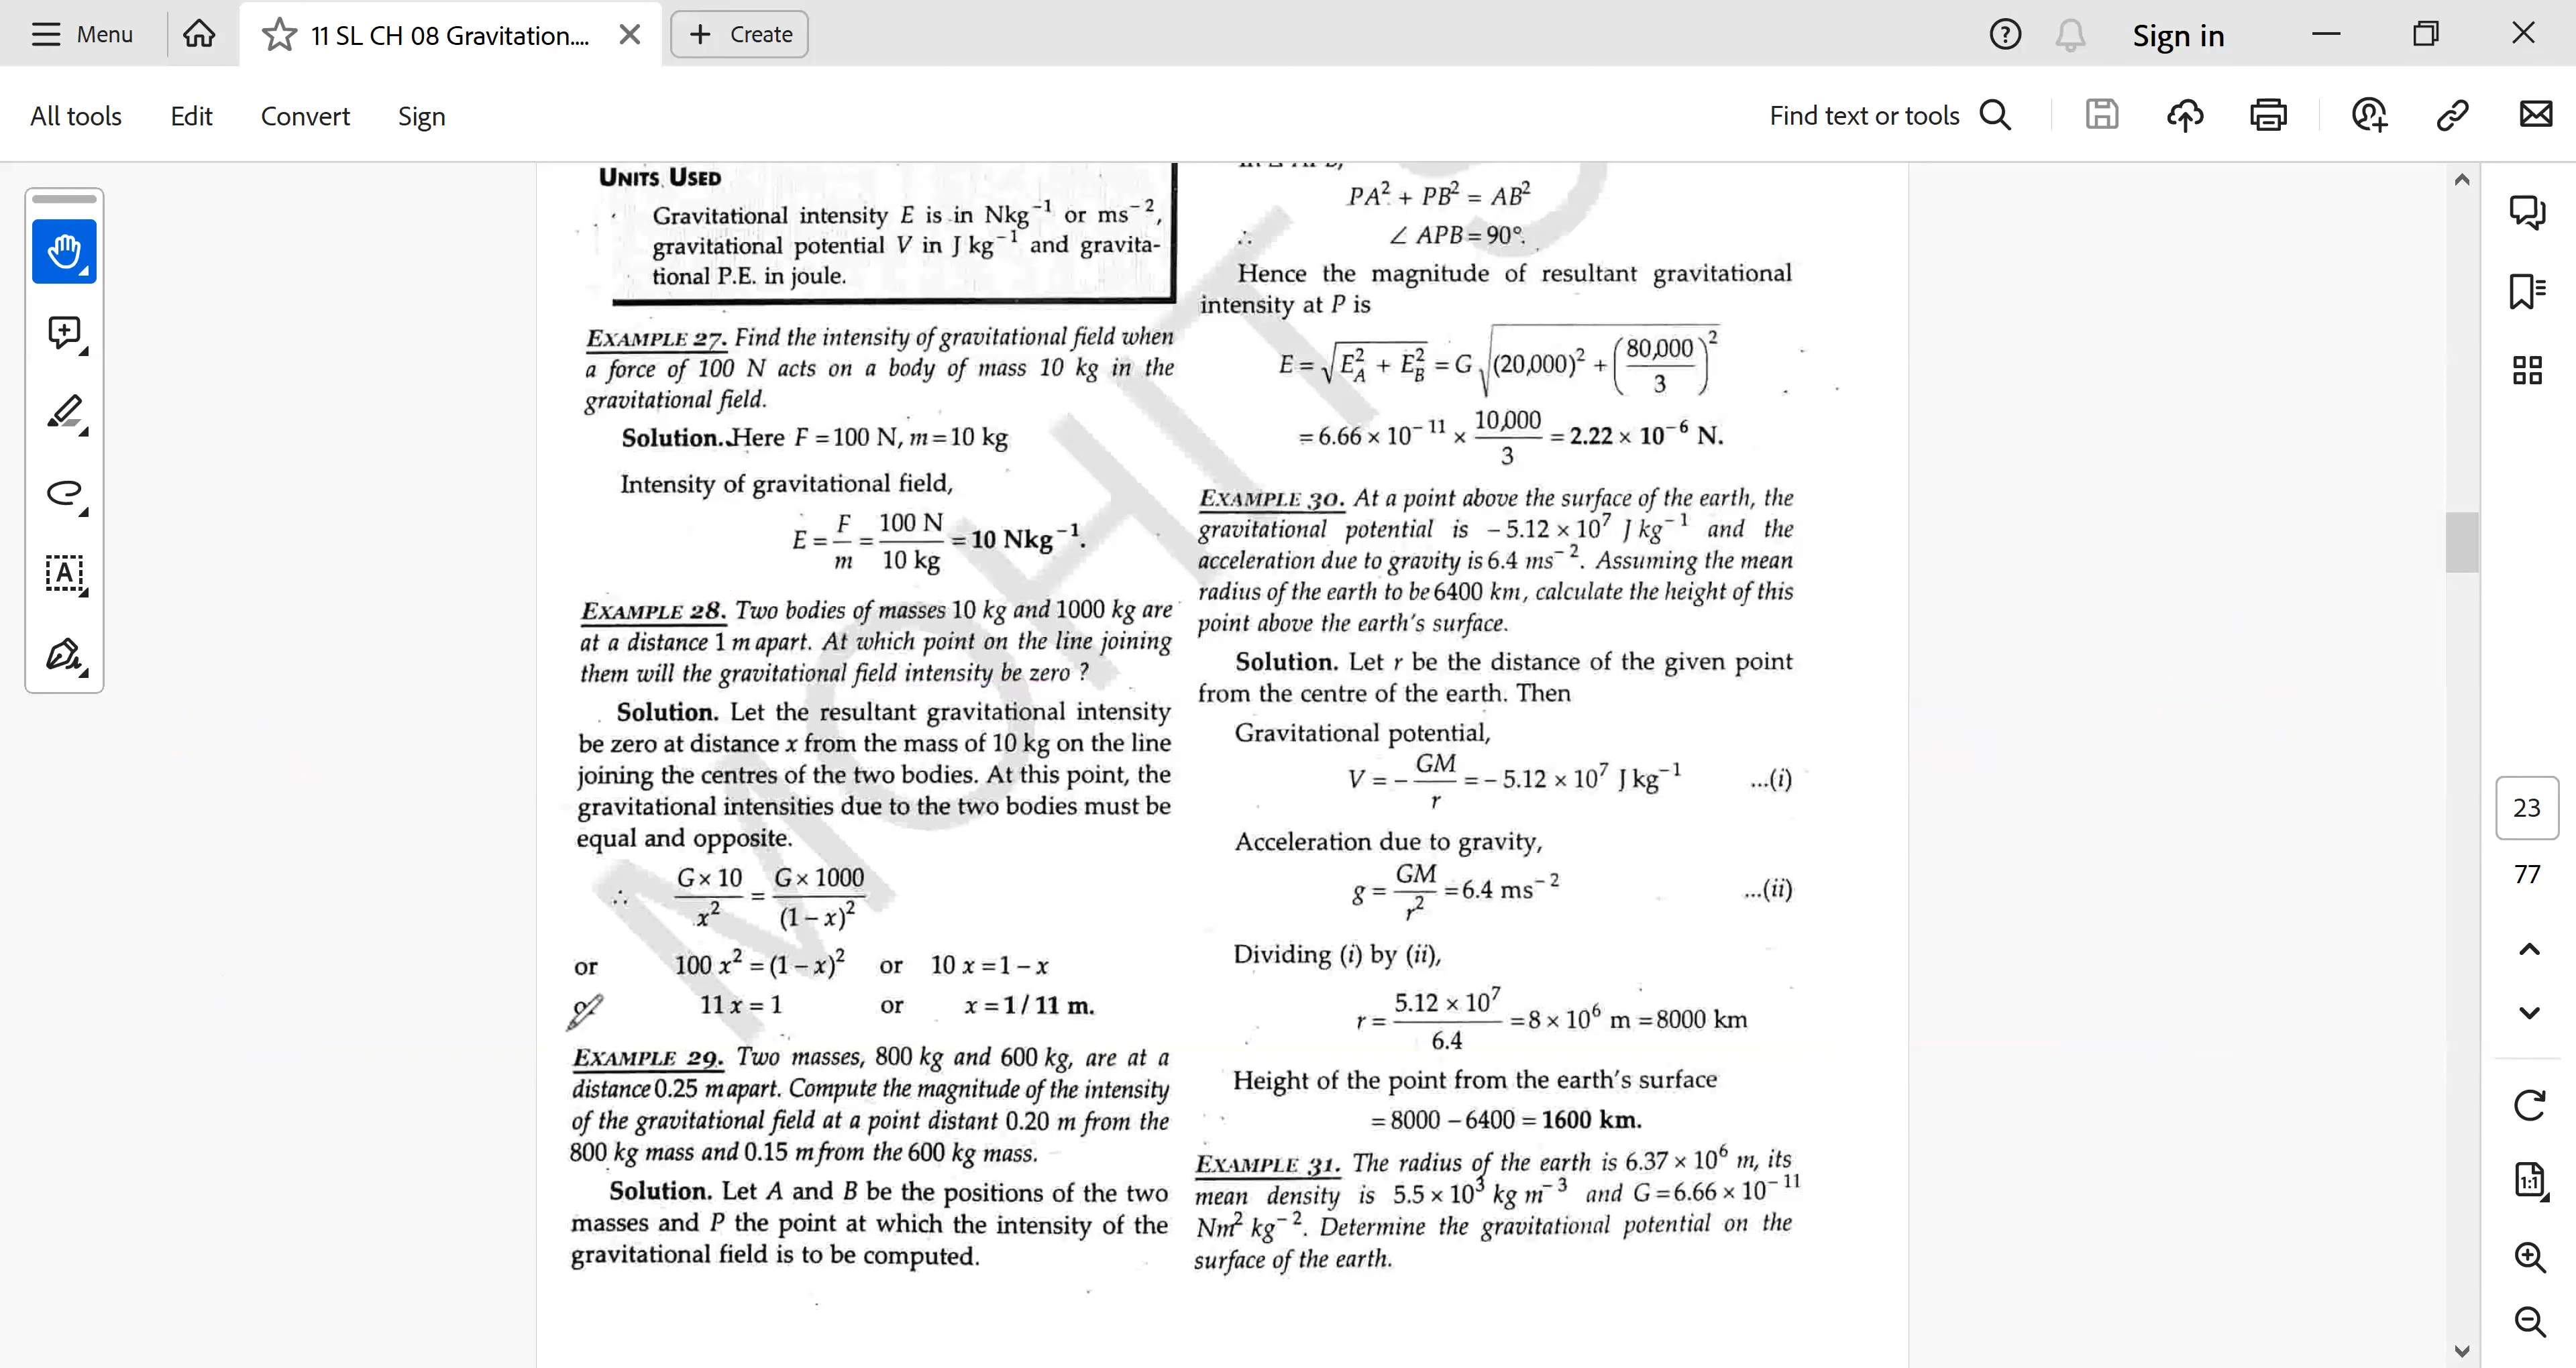 Menu
11 SL CH 08 Gravitation....
Create
Sign in
All tools
Edit
Convert
Sign
Find text or tools
UNITS USED
Gravitational intensity E is in Nkg⁻¹ or ms⁻²,
gravitational potential V in J kg⁻¹ and gravita-
tional P.E. in joule.
EXAMPLE 27. Find the intensity of gravitational field when
a force of 100 N acts on a body of mass 10 kg in the
gravitational field.
Solution. Here F = 100 N, m = 10 kg
Intensity of gravitational field,
E = F/m = 100 N/10 kg = 10 Nkg⁻¹.
EXAMPLE 28. Two bodies of masses 10 kg and 1000 kg are
at a distance 1 m apart. At which point on the line joining
them will the gravitational field intensity be zero ?
Solution. Let the resultant gravitational intensity
be zero at distance x from the mass of 10 kg on the line
joining the centres of the two bodies. At this point, the
gravitational intensities due to the two bodies must be
equal and opposite.
∴ G × 10/x² = G × 1000/(1 − x)²
or 100 x² = (1 − x)² or 10 x = 1 − x
or 11 x = 1 or x = 1/11 m.
EXAMPLE 29. Two masses, 800 kg and 600 kg, are at a
distance 0.25 m apart. Compute the magnitude of the intensity
of the gravitational field at a point distant 0.20 m from the
800 kg mass and 0.15 m from the 600 kg mass.
Solution. Let A and B be the positions of the two
masses and P the point at which the intensity of the
gravitational field is to be computed.
PA² + PB² = AB²
∴ ∠ APB = 90°.
Hence the magnitude of resultant gravitational
intensity at P is
E = √(E_A² + E_B²) = G √((20,000)² + (80,000/3)²)
= 6.66 × 10⁻¹¹ × 10,000/3 = 2.22 × 10⁻⁶ N.
EXAMPLE 30. At a point above the surface of the earth, the
gravitational potential is − 5.12 × 10⁷ J kg⁻¹ and the
acceleration due to gravity is 6.4 ms⁻². Assuming the mean
radius of the earth to be 6400 km, calculate the height of this
point above the earth's surface.
Solution. Let r be the distance of the given point
from the centre of the earth. Then
Gravitational potential,
V = − GM/r = − 5.12 × 10⁷ J kg⁻¹ ...(i)
Acceleration due to gravity,
g = GM/r² = 6.4 ms⁻² ...(ii)
Dividing (i) by (ii),
r = 5.12 × 10⁷/6.4 = 8 × 10⁶ m = 8000 km
Height of the point from the earth's surface
= 8000 − 6400 = 1600 km.
EXAMPLE 31. The radius of the earth is 6.37 × 10⁶ m, its
mean density is 5.5 × 10³ kg m⁻³ and G = 6.66 × 10⁻¹¹
Nm² kg⁻². Determine the gravitational potential on the
surface of the earth.
MOHIT S
23
77
1:1